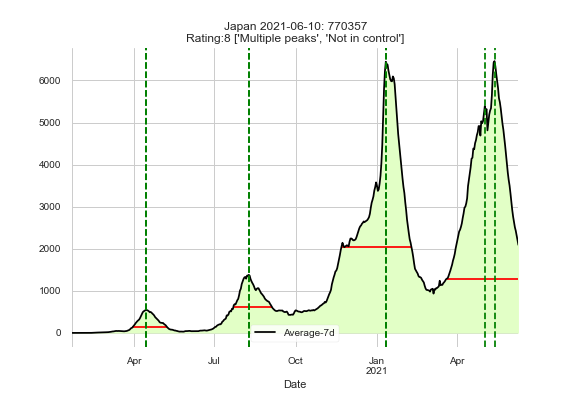 Japan 2021-06-10: 770357
Rating:8 ['Multiple peaks', 'Not in control']
6000
5000
4000
3000
2000
1000
0
Average-7d
Apr
Jul
Oct
Jan
2021
Apr
Date